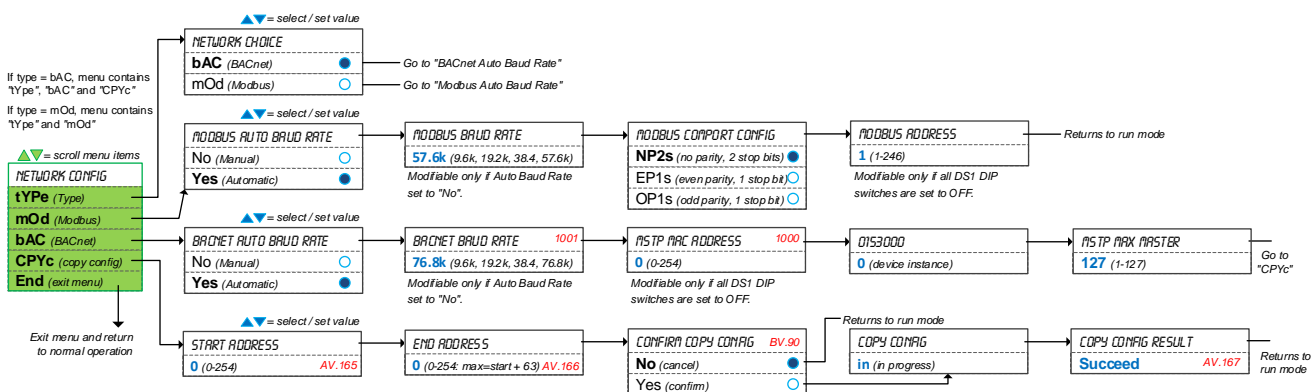 ▲▼= select / set value
NETWORK CHOICE
bAC (BACnet)
mOd (Modbus)
Go to "BACnet Auto Baud Rate"
Go to "Modbus Auto Baud Rate"
If type = bAC, menu contains
"tYpe", "bAC" and "CPYc"
If type = mOd, menu contains
"tYpe" and "mOd"
▲▼= scroll menu items
NETWORK CONFIG
tYPe (Type)
mOd (Modbus)
bAC (BACnet)
CPYc (copy config)
End (exit menu)
Exit menu and return
to normal operation
▲▼= select / set value
MODBUS AUTO BAUD RATE
No (Manual)
Yes (Automatic)
MODBUS BAUD RATE
57.6k (9.6k, 19.2k, 38.4, 57.6k)
Modifiable only if Auto Baud Rate
set to "No".
MODBUS COMPORT CONFIG
NP2s (no parity, 2 stop bits)
EP1s (even parity, 1 stop bit)
OP1s (odd parity, 1 stop bit)
MODBUS ADDRESS
1 (1-246)
Modifiable only if all DS1 DIP
switches are set to OFF.
Returns to run mode
▲▼= select / set value
BACNET AUTO BAUD RATE
No (Manual)
Yes (Automatic)
BACNET BAUD RATE 1001
76.8k (9.6k, 19.2k, 38.4, 76.8k)
Modifiable only if Auto Baud Rate
set to "No".
MSTP MAC ADDRESS 1000
0 (0-254)
Modifiable only if all DS1 DIP
switches are set to OFF.
0153000
0 (device instance)
MSTP MAX MASTER
127 (1-127)
Go to
"CPYc"
▲▼= select / set value
START ADDRESS
0 (0-254) AV.165
END ADDRESS
0 (0-254: max=start + 63) AV.166
CONFIRM COPY CONFIG BV.90
No (cancel)
Yes (confirm)
Returns to run mode
COPY CONFIG
in (in progress)
COPY CONFIG RESULT
Succeed AV.167
Returns to
run mode